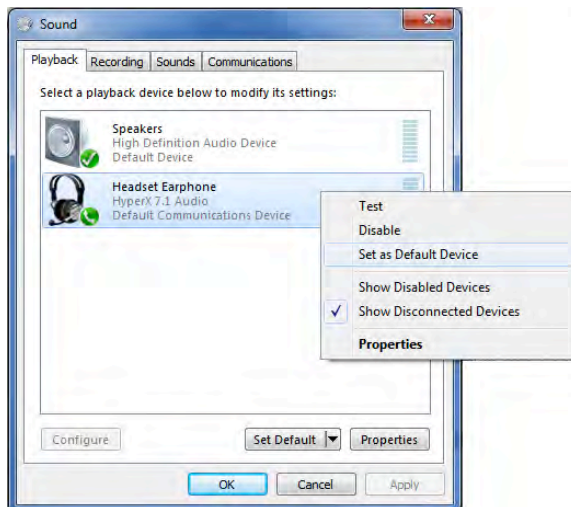 Sound
Playback Recording Sounds Communications
Select a playback device below to modify its settings:
Speakers
High Definition Audio Device
Default Device
Headset Earphone
HyperX 7.1 Audio
Default Communications Device
Test
Disable
Set as Default Device
Show Disabled Devices
Show Disconnected Devices
Properties
Configure Set Default Properties
OK Cancel Apply